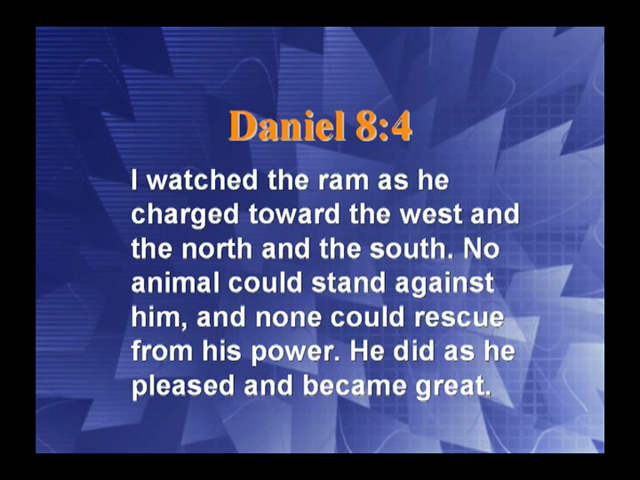 Daniel 8:4
I watched the ram as he
charged toward the west and
the north and the south. No
animal could stand against
him, and none could rescue
from his power. He did as he
pleased and became great.